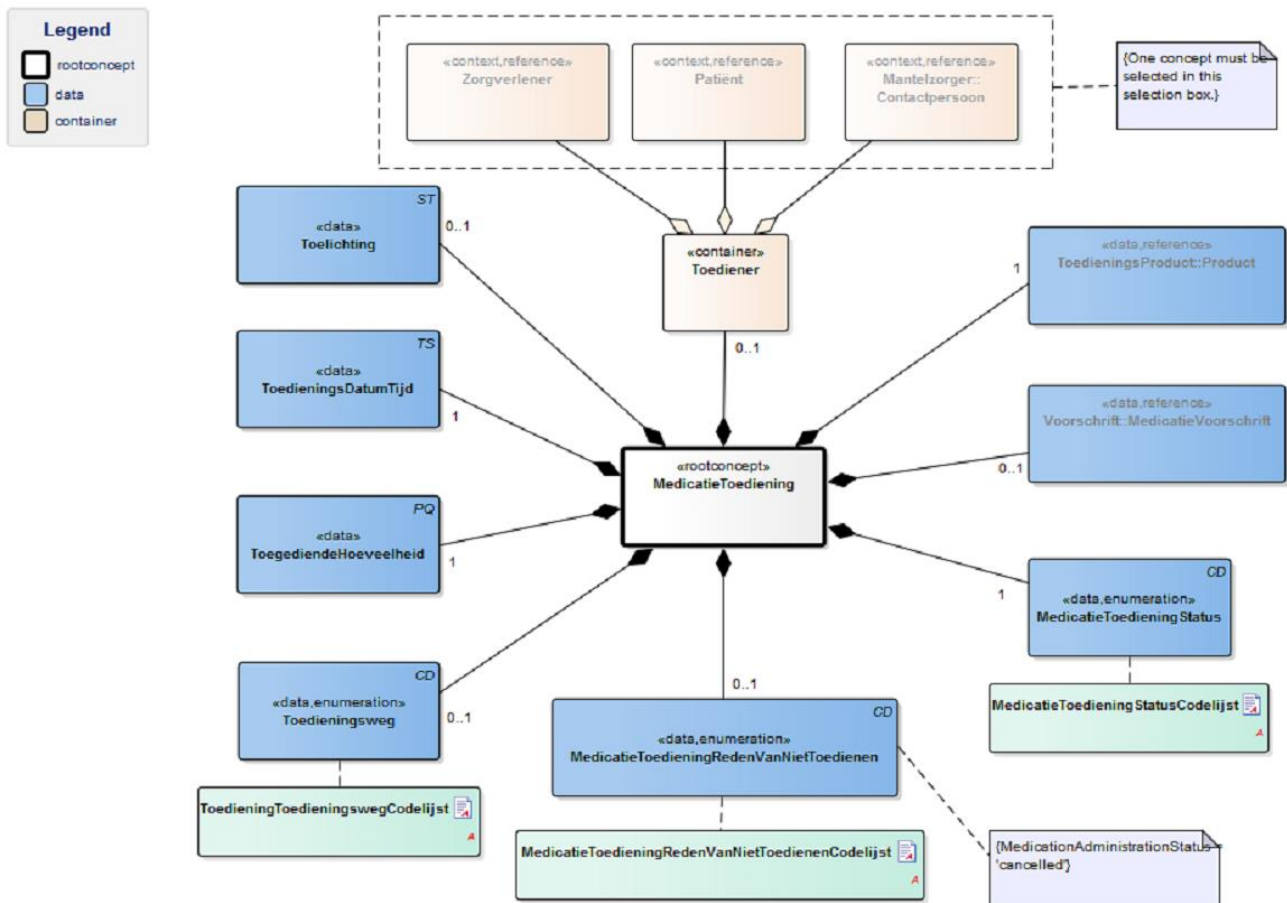 Legend
rootconcept
data
container
«context,reference»
Zorgverlener
«context,reference»
Patiënt
«context,reference»
Mantelzorger::
Contactpersoon
{One concept must be
selected in this
selection box.}
ST
«data»
Toelichting
0..1
«container»
Toediener
0..1
«data,reference»
ToedieningsProduct::Product
1
TS
«data»
ToedieningsDatumTijd
1
«data,reference»
Voorschrift::MedicatieVoorschrift
0..1
«rootconcept»
MedicatieToediening
PQ
«data»
ToegediendeHoeveelheid
1
CD
«data,enumeration»
MedicatieToedieningStatus
1
MedicatieToedieningStatusCodelijst
A
CD
«data,enumeration»
Toedieningsweg
0..1
ToedieningToedieningswegCodelijst
A
0..1
CD
«data,enumeration»
MedicatieToedieningRedenVanNietToedienen
MedicatieToedieningRedenVanNietToedienenCodelijst
A
{MedicationAdministrationStatus =
'cancelled'}